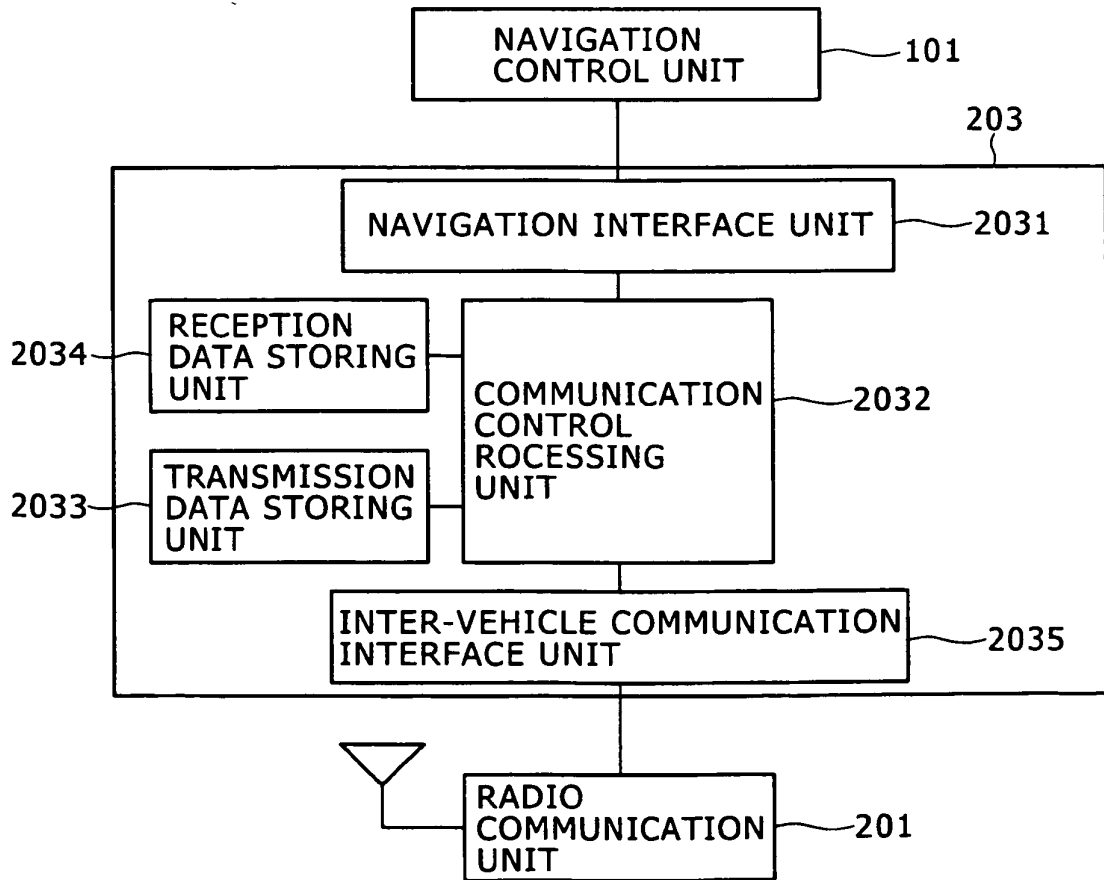 NAVIGATION
CONTROL UNIT
101
203
NAVIGATION INTERFACE UNIT
2031
RECEPTION
DATA STORING
UNIT
2034
COMMUNICATION
CONTROL
ROCESSING
UNIT
2032
TRANSMISSION
DATA STORING
UNIT
2033
INTER-VEHICLE COMMUNICATION
INTERFACE UNIT
2035
RADIO
COMMUNICATION
UNIT
201